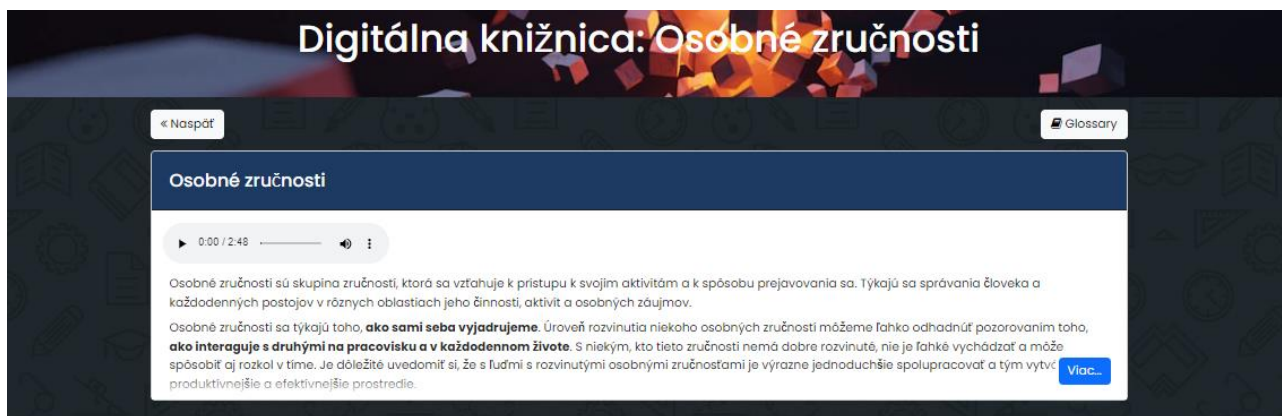 Digitálna knižnica: Osobné zručnosti
« Naspäť
Glossary
Osobné zručnosti
0:00 / 2:48
Osobné zručnosti sú skupina zručností, ktorá sa vzťahuje k prístupu k svojim aktivitám a k spôsobu prejavovania sa. Týkajú sa správania človeka a
každodenných postojov v rôznych oblastiach jeho činnosti, aktivít a osobných záujmov.
Osobné zručnosti sa týkajú toho, ako sami seba vyjadrujeme. Úroveň rozvinutia niekoho osobných zručností môžeme ľahko odhadnúť pozorovaním toho,
ako interaguje s druhými na pracovisku a v každodennom živote. S niekým, kto tieto zručnosti nemá dobre rozvinuté, nie je ľahké vychádzať a môže
spôsobiť aj rozkol v tíme. Je dôležité uvedomiť si, že s ľuďmi s rozvinutými osobnými zručnosťami je výrazne jednoduchšie spolupracovať a tým
Viac...
produktívnejšie a efektívnejšie prostredie.